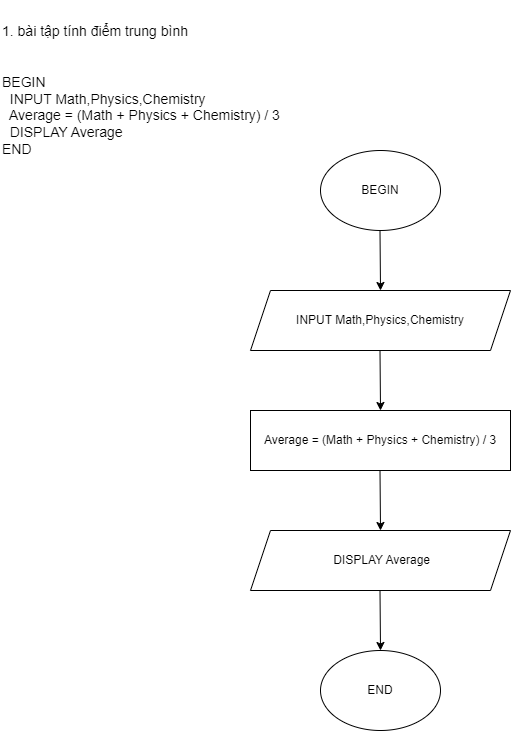 1. bài tập tính điểm trung bình
BEGIN
INPUT Math,Physics,Chemistry
Average = (Math + Physics + Chemistry) / 3
DISPLAY Average
END
BEGIN
INPUT Math,Physics,Chemistry
Average = (Math + Physics + Chemistry) / 3
DISPLAY Average
END